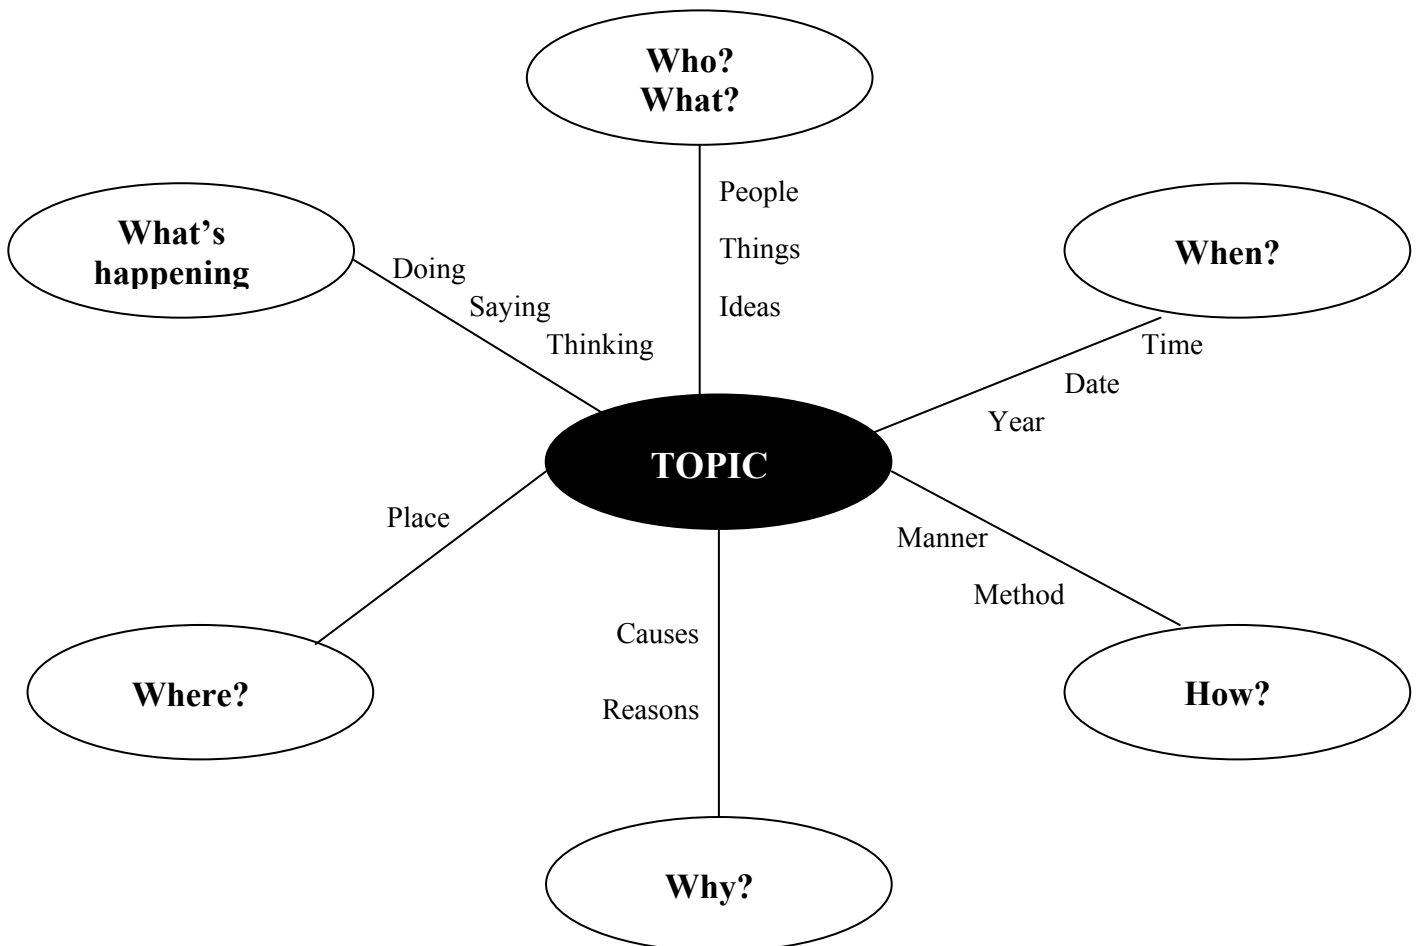 Who?
What?
People
What's
happening
Things
When?
Doing
Saying
Ideas
Thinking
Time
Date
Year
TOPIC
Place
Manner
Method
Causes
Where?
Reasons
How?
Why?